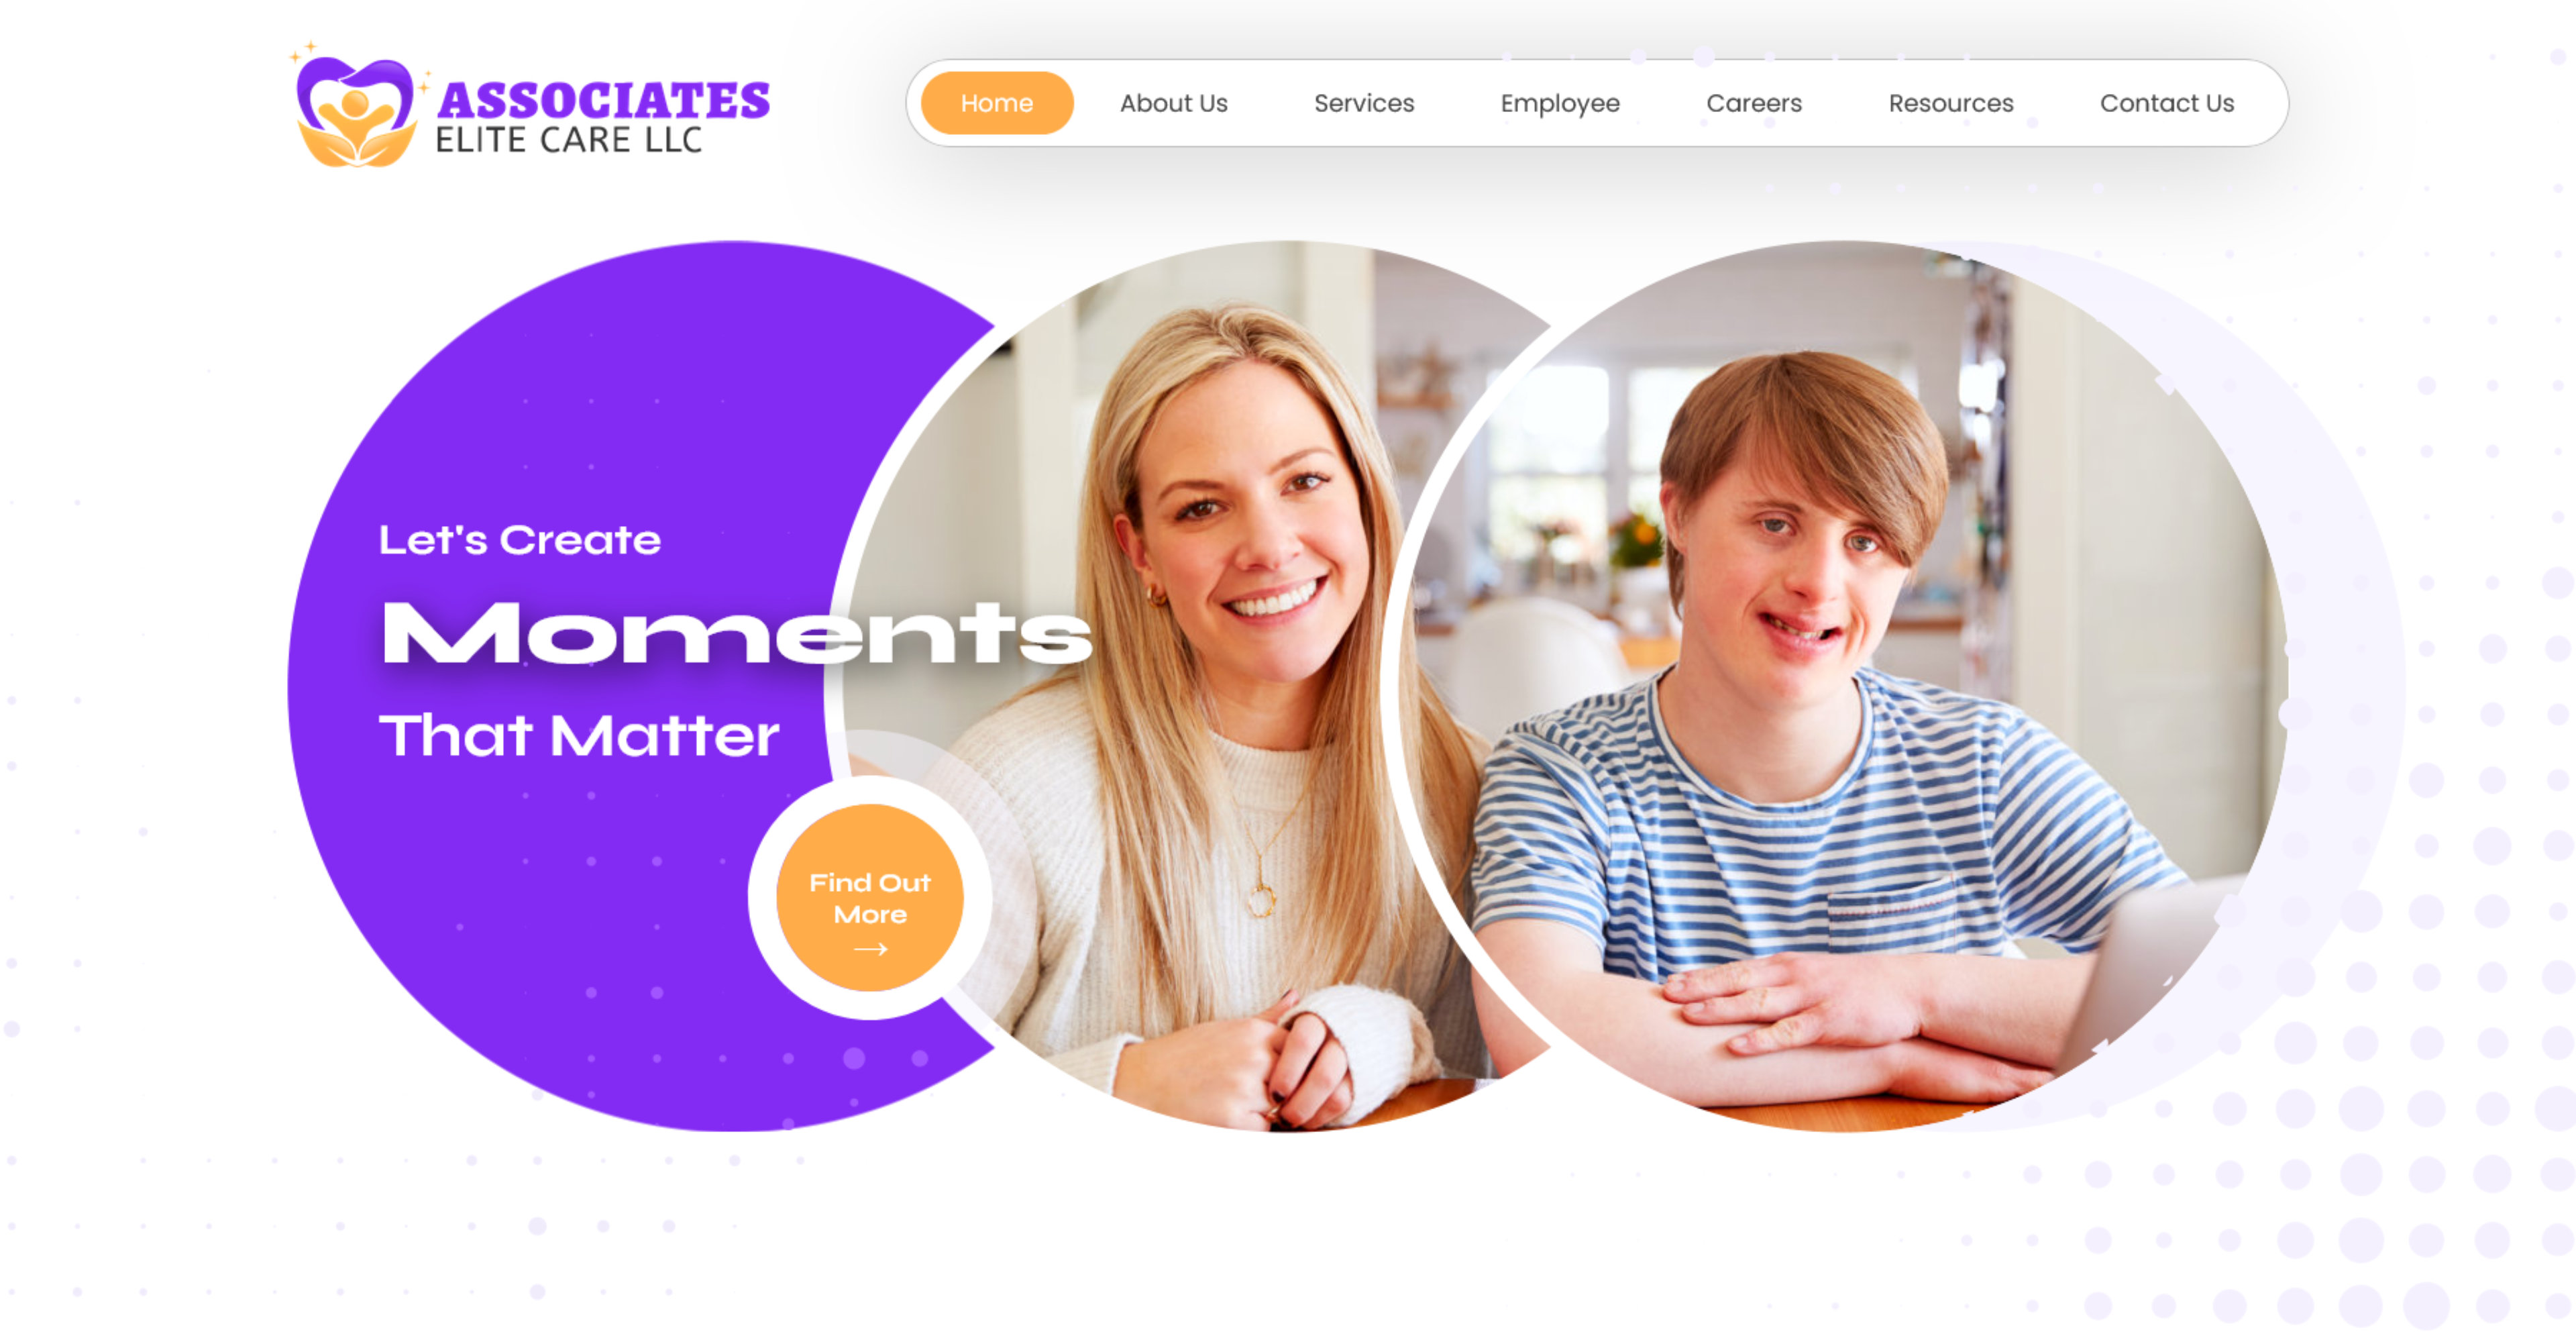 ASSOCIATES
ELITE CARE LLC
Home About Us Services Employee Careers Resources Contact Us
Let's Create
Moments
That Matter
Find Out
More
→